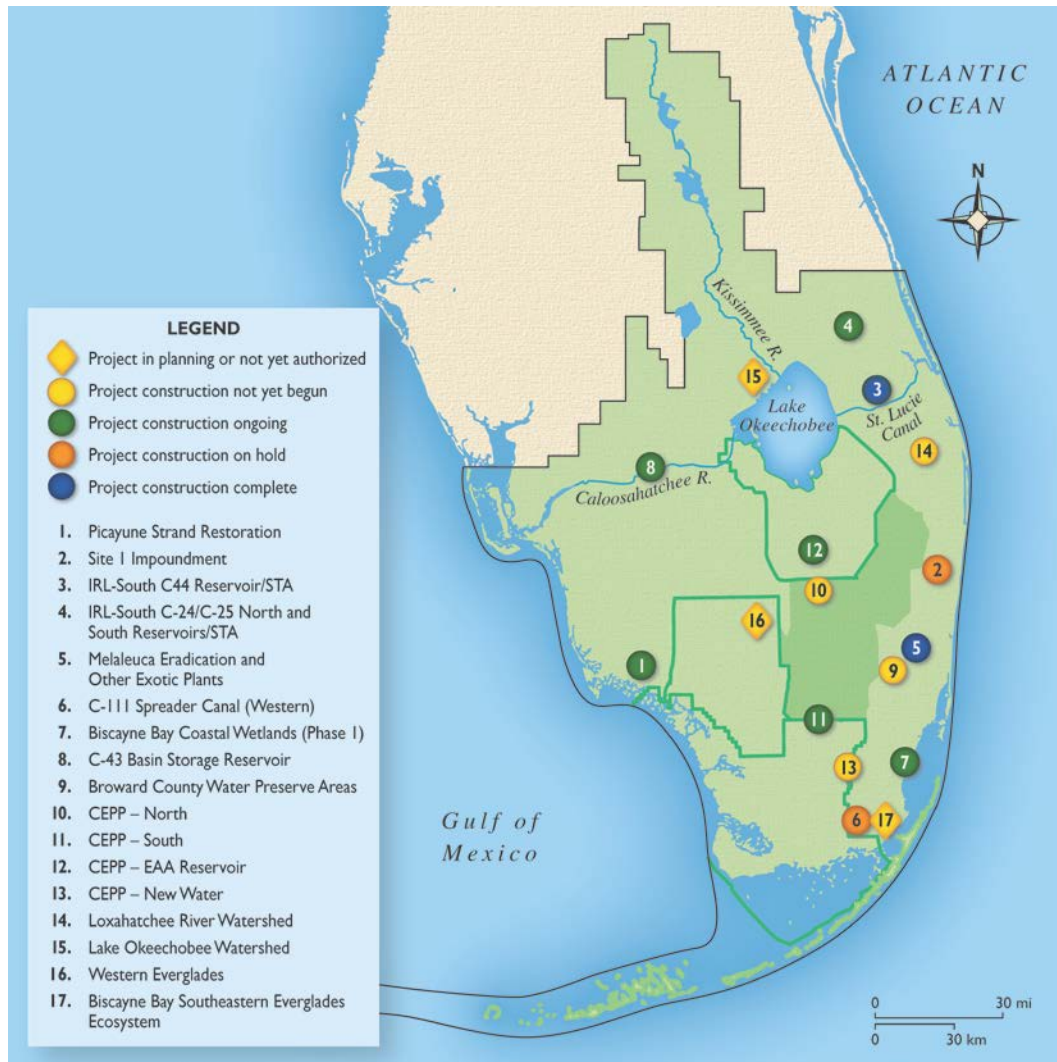 ATLANTIC
OCEAN
N
Kissimmee R.
4
15
3
Lake
Okeechobee
St. Lucie
Canal
14
8
Caloosahatchee R.
12
2
10
16
5
9
1
11
13
7
6
17
Gulf of
Mexico
0 30 mi
0 30 km
LEGEND
Project in planning or not yet authorized
Project construction not yet begun
Project construction ongoing
Project construction on hold
Project construction complete
1. Picayune Strand Restoration
2. Site 1 Impoundment
3. IRL-South C44 Reservoir/STA
4. IRL-South C-24/C-25 North and
South Reservoirs/STA
5. Melaleuca Eradication and
Other Exotic Plants
6. C-111 Spreader Canal (Western)
7. Biscayne Bay Coastal Wetlands (Phase 1)
8. C-43 Basin Storage Reservoir
9. Broward County Water Preserve Areas
10. CEPP – North
11. CEPP – South
12. CEPP – EAA Reservoir
13. CEPP – New Water
14. Loxahatchee River Watershed
15. Lake Okeechobee Watershed
16. Western Everglades
17. Biscayne Bay Southeastern Everglades
Ecosystem